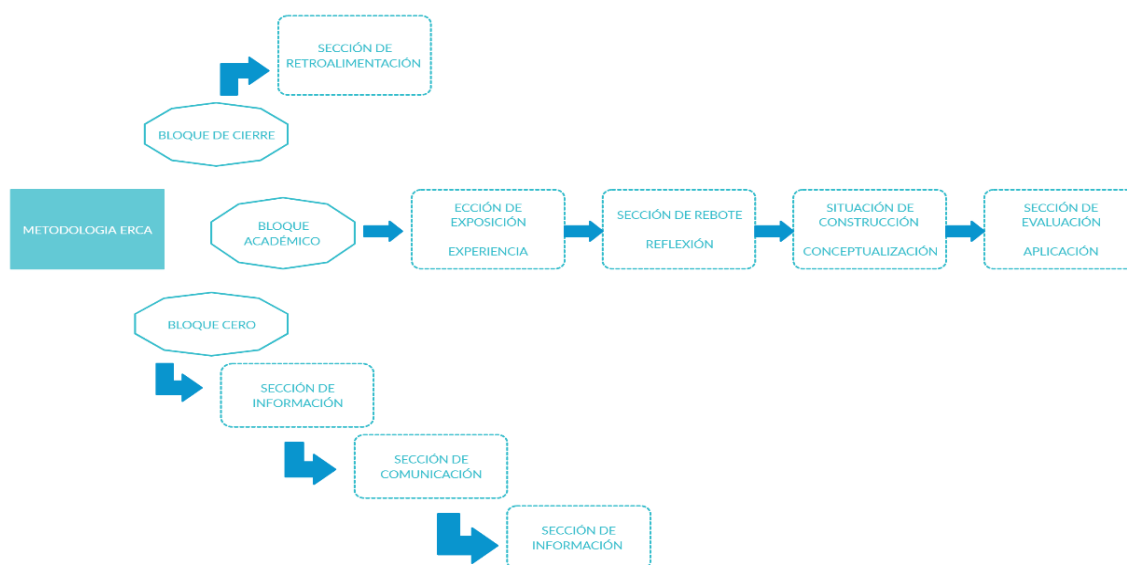 SECCIÓN DE
RETROALIMENTACIÓN
BLOQUE DE CIERRE
METODOLOGIA ERCA
BLOQUE
ACADÉMICO
ECCIÓN DE
EXPOSICIÓN
EXPERIENCIA
SECCIÓN DE REBOTE
REFLEXIÓN
SITUACIÓN DE
CONSTRUCCIÓN
CONCEPTUALIZACIÓN
SECCIÓN DE
EVALUACIÓN
APLICACIÓN
BLOQUE CERO
SECCIÓN DE
INFORMACIÓN
SECCIÓN DE
COMUNICACIÓN
SECCIÓN DE
INFORMACIÓN